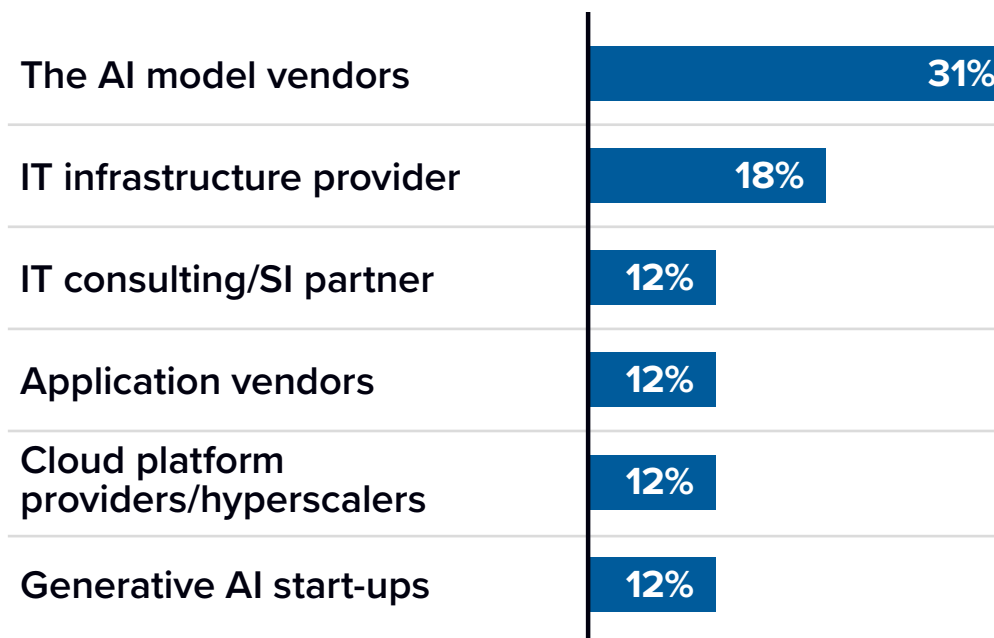 The AI model vendors 31%
IT infrastructure provider 18%
IT consulting/SI partner 12%
Application vendors 12%
Cloud platform
providers/hyperscalers 12%
Generative AI start-ups 12%